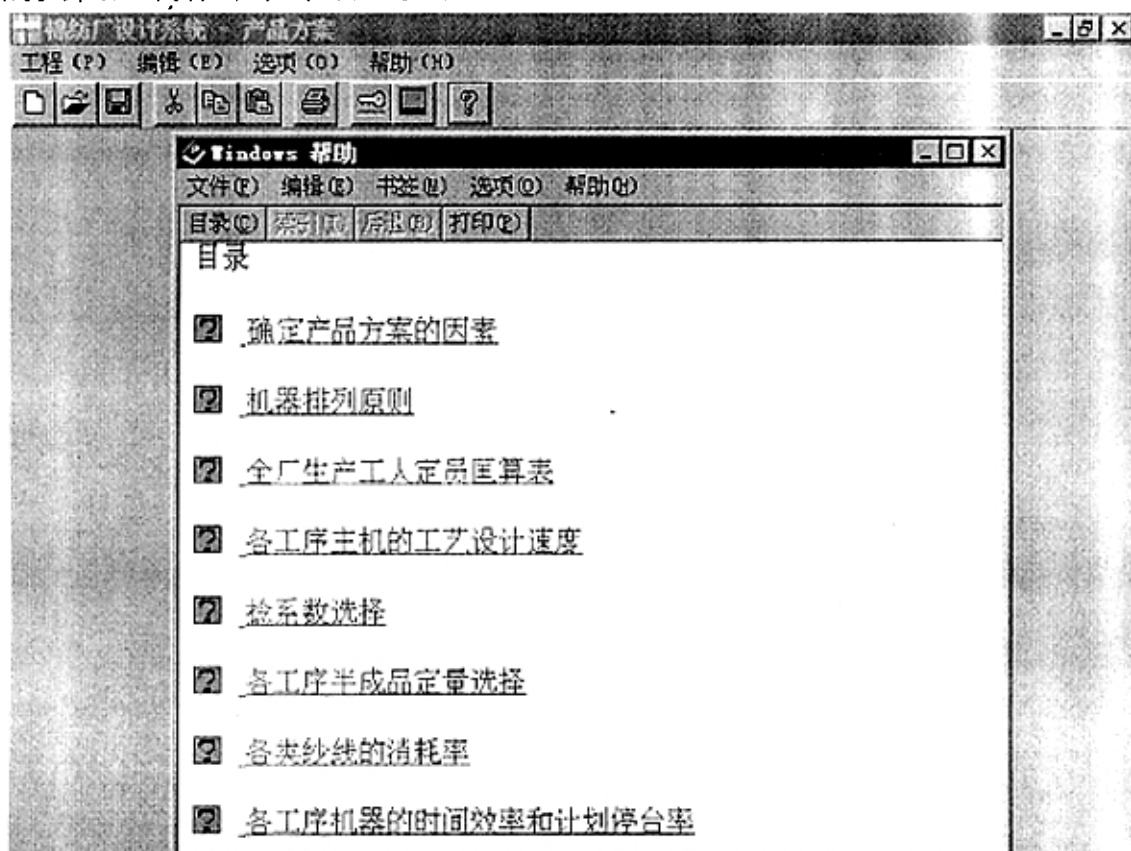 棉纺厂设计系统 - 产品方案
工程(P) 编辑(E) 选项(O) 帮助(H)
Windows 帮助
文件(F) 编辑(E) 书签(M) 选项(O) 帮助(H)
目录(C) 索引(I) 后退(B) 打印(P)
目录
确定产品方案的因素
机器排列原则
全厂生产工人定员匡算表
各工序主机的工艺设计速度
捻系数选择
各工序半成品定量选择
各类纱线的消耗率
各工序机器的时间效率和计划停台率